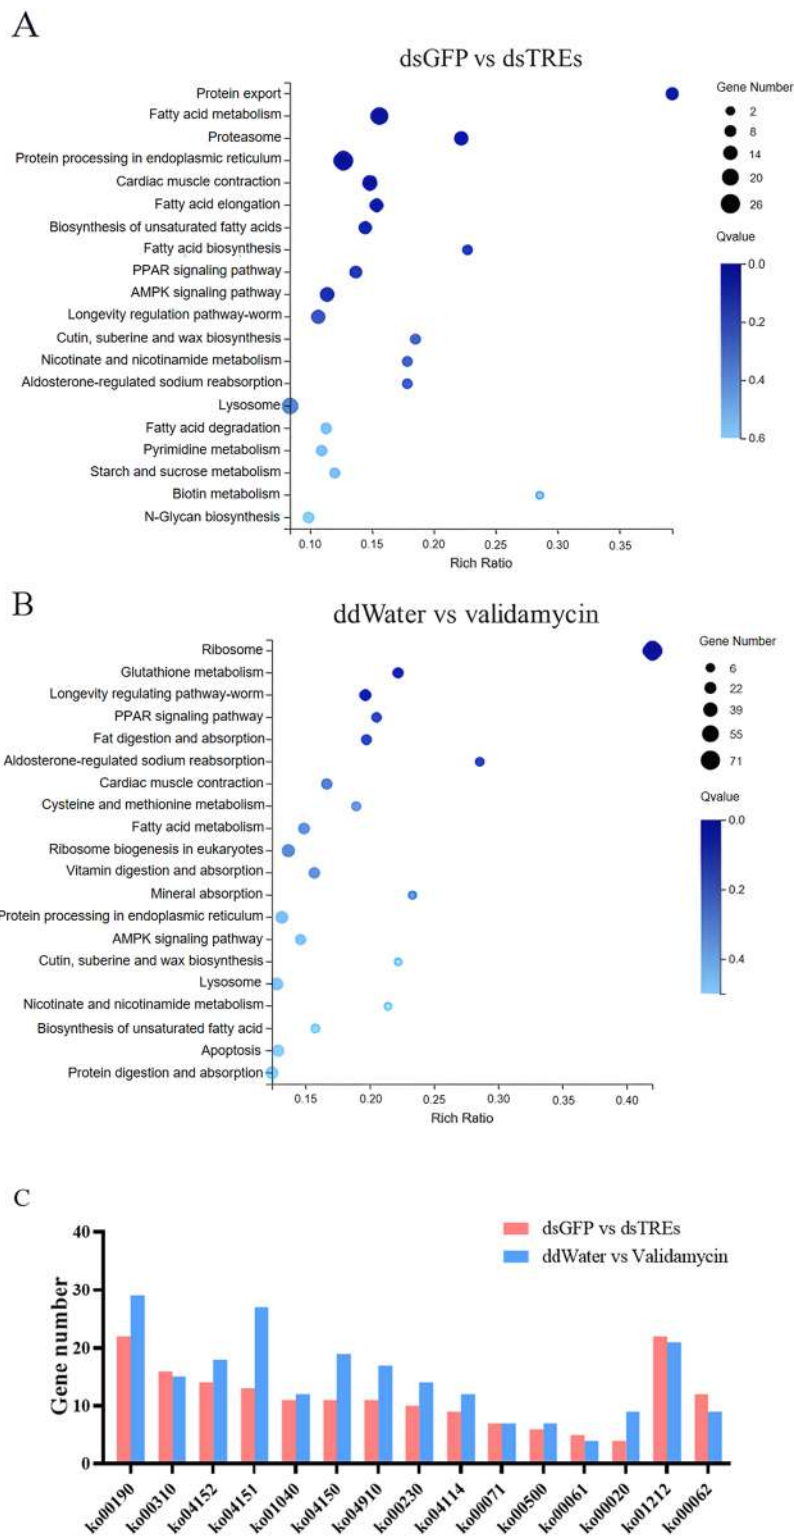 A
dsGFP vs dsTREs
Protein export
Fatty acid metabolism
Proteasome
Protein processing in endoplasmic reticulum
Cardiac muscle contraction
Fatty acid elongation
Biosynthesis of unsaturated fatty acids
Fatty acid biosynthesis
PPAR signaling pathway
AMPK signaling pathway
Longevity regulation pathway-worm
Cutin, suberine and wax biosynthesis
Nicotinate and nicotinamide metabolism
Aldosterone-regulated sodium reabsorption
Lysosome
Fatty acid degradation
Pyrimidine metabolism
Starch and sucrose metabolism
Biotin metabolism
N-Glycan biosynthesis
0.10 0.15 0.20 0.25 0.30 0.35
Rich Ratio
Gene Number
2
8
14
20
26
Qvalue
0.0
0.2
0.4
0.6
B
ddWater vs validamycin
Ribosome
Glutathione metabolism
Longevity regulating pathway-worm
PPAR signaling pathway
Fat digestion and absorption
Aldosterone-regulated sodium reabsorption
Cardiac muscle contraction
Cysteine and methionine metabolism
Fatty acid metabolism
Ribosome biogenesis in eukaryotes
Vitamin digestion and absorption
Mineral absorption
Protein processing in endoplasmic reticulum
AMPK signaling pathway
Cutin, suberine and wax biosynthesis
Lysosome
Nicotinate and nicotinamide metabolism
Biosynthesis of unsaturated fatty acid
Apoptosis
Protein digestion and absorption
0.15 0.20 0.25 0.30 0.35 0.40
Rich Ratio
Gene Number
6
22
39
55
71
Qvalue
0.0
0.2
0.4
C
dsGFP vs dsTREs
ddWater vs Validamycin
Gene number
40
30
20
10
0
ko00190 ko00310 ko04152 ko04151 ko01040 ko04150 ko04910 ko00230 ko04114 ko00071 ko00500 ko00061 ko00020 ko01212 ko00062